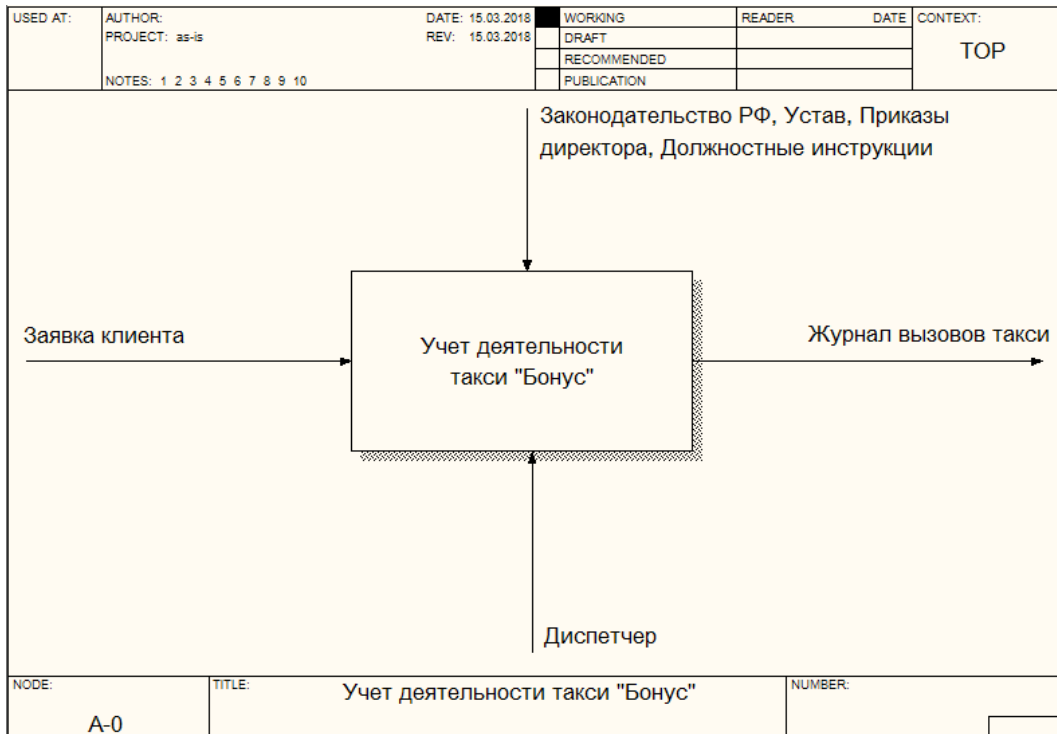 USED AT:
AUTHOR:
DATE: 15.03.2018
PROJECT: as-is
REV: 15.03.2018
NOTES: 1 2 3 4 5 6 7 8 9 10
WORKING
DRAFT
RECOMMENDED
PUBLICATION
READER
DATE
CONTEXT:
TOP
Законодательство РФ, Устав, Приказы
директора, Должностные инструкции
Заявка клиента
Учет деятельности
такси "Бонус"
Журнал вызовов такси
Диспетчер
NODE:
A-0
TITLE:
Учет деятельности такси "Бонус"
NUMBER: